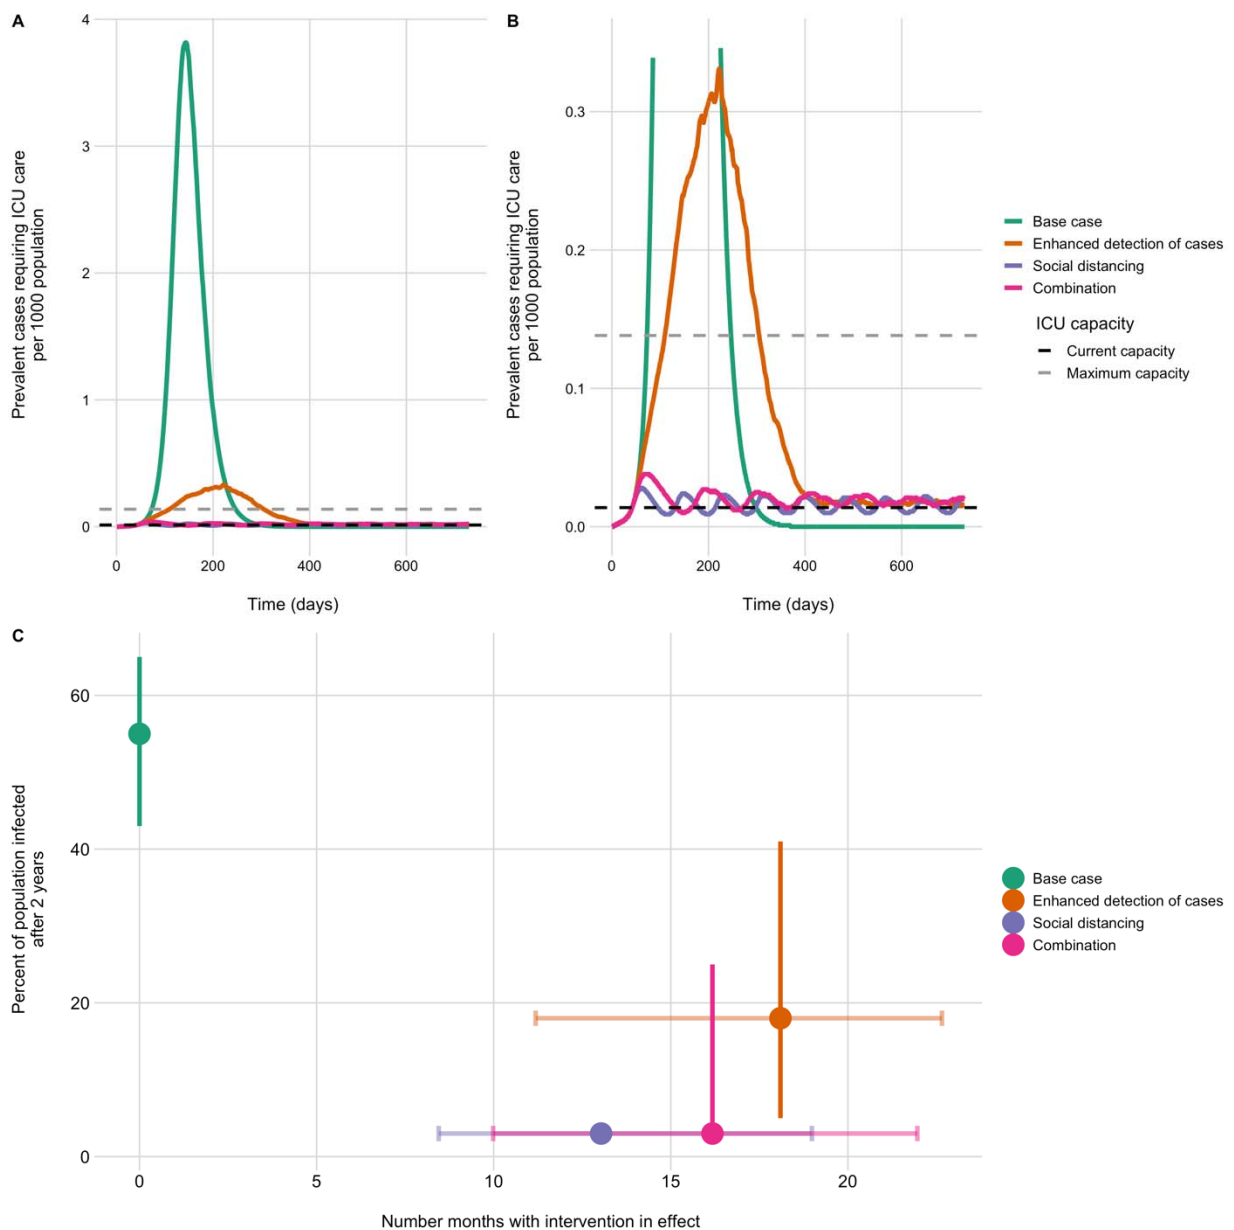 A
B
4
3
2
1
0
Prevalent cases requiring ICU care
per 1000 population
0
200
400
600
Time (days)
0.3
0.2
0.1
0.0
Prevalent cases requiring ICU care
per 1000 population
0
200
400
600
Time (days)
Base case
Enhanced detection of cases
Social distancing
Combination
ICU capacity
Current capacity
Maximum capacity
C
60
40
20
0
Percent of population infected
after 2 years
0
5
10
15
20
Number months with intervention in effect
Base case
Enhanced detection of cases
Social distancing
Combination